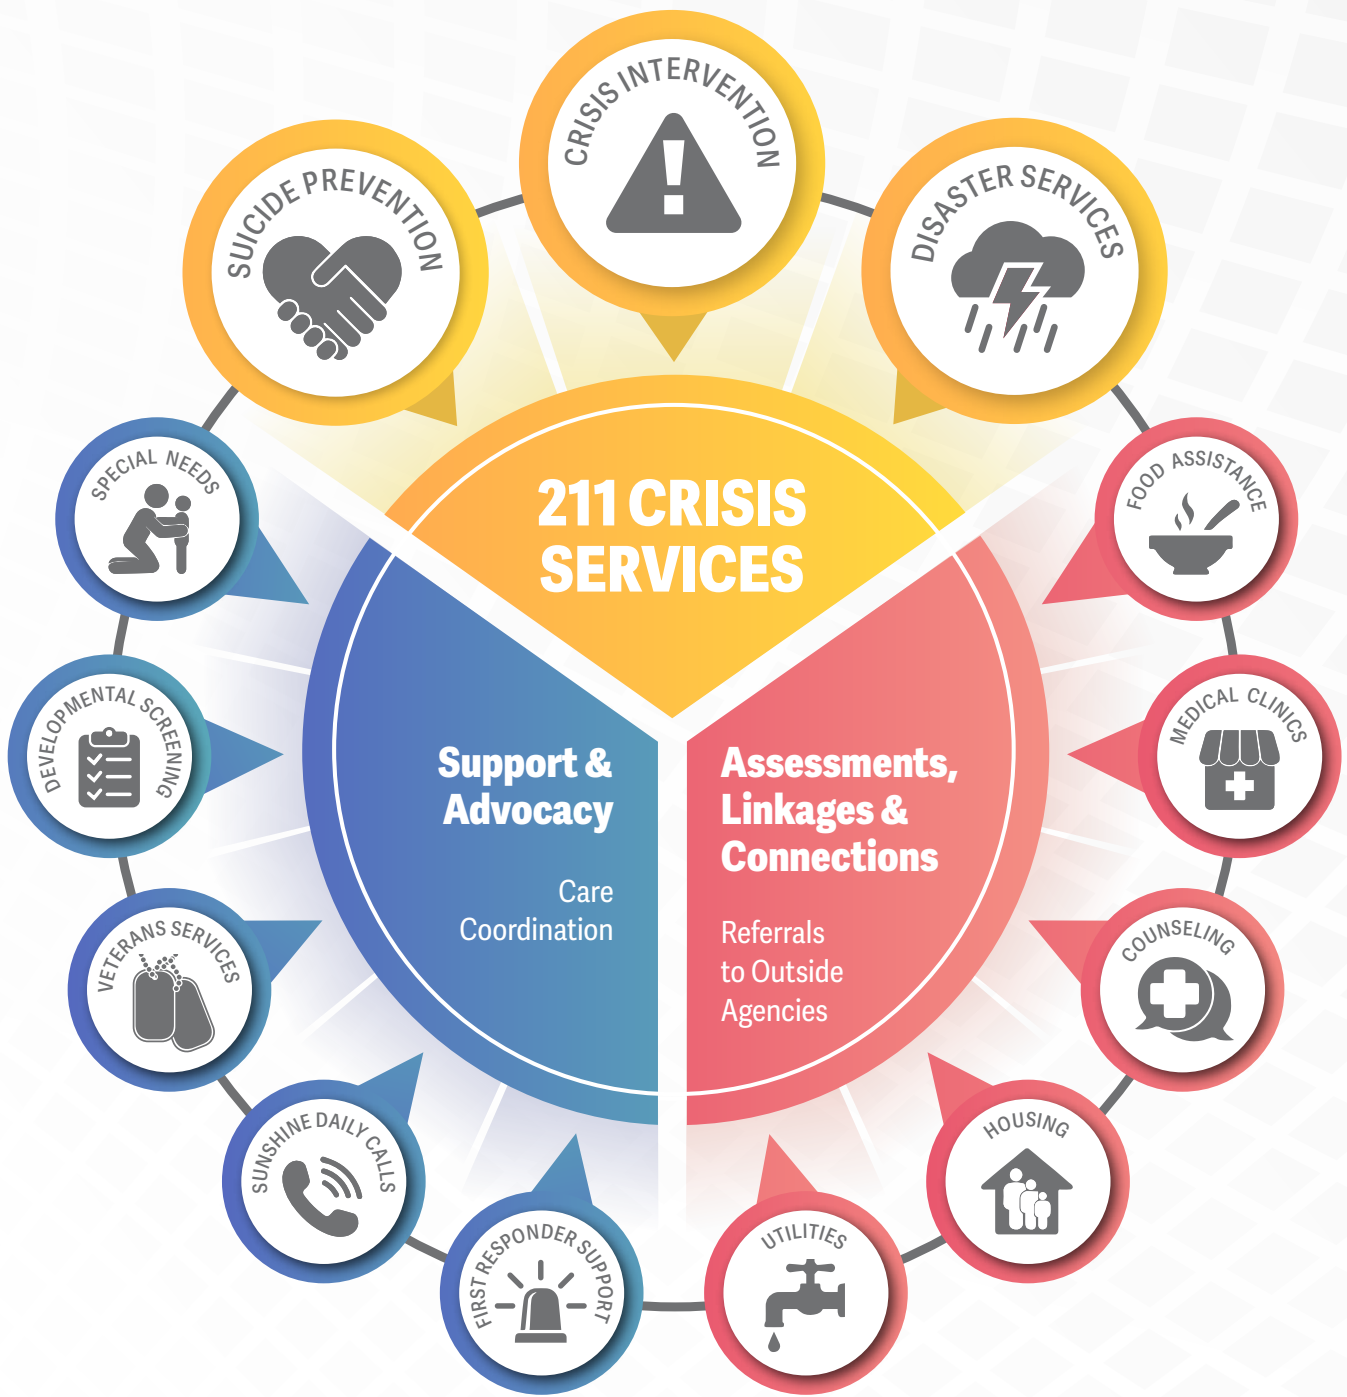 CRISIS INTERVENTION
SUICIDE PREVENTION
DISASTER SERVICES
211 CRISIS
SERVICES
SPECIAL NEEDS
FOOD ASSISTANCE
DEVELOPMENTAL SCREENING
MEDICAL CLINICS
Support &
Advocacy
Care
Coordination
Assessments,
Linkages &
Connections
Referrals
to Outside
Agencies
VETERANS SERVICES
COUNSELING
SUNSHINE DAILY CALLS
HOUSING
FIRST RESPONDER SUPPORT
UTILITIES